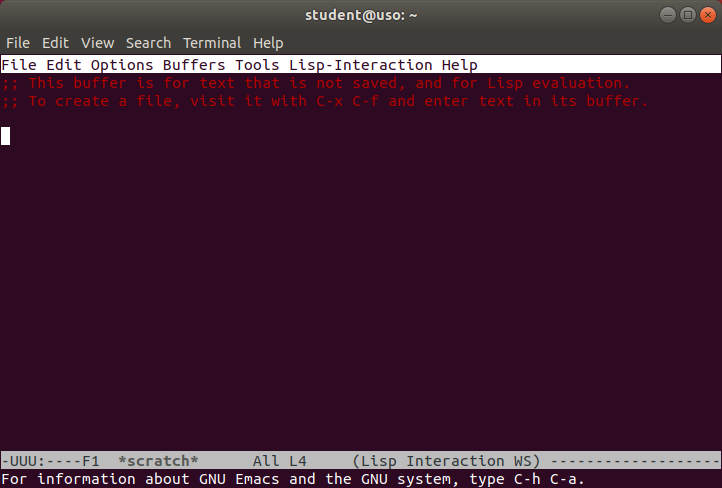 student@uso: ~
File Edit View Search Terminal Help
File Edit Options Buffers Tools Lisp-Interaction Help
;; This buffer is for text that is not saved, and for Lisp evaluation.
;; To create a file, visit it with C-x C-f and enter text in its buffer.
-UUU:----F1  *scratch*      All L4     (Lisp Interaction WS) -------------------
For information about GNU Emacs and the GNU system, type C-h C-a.